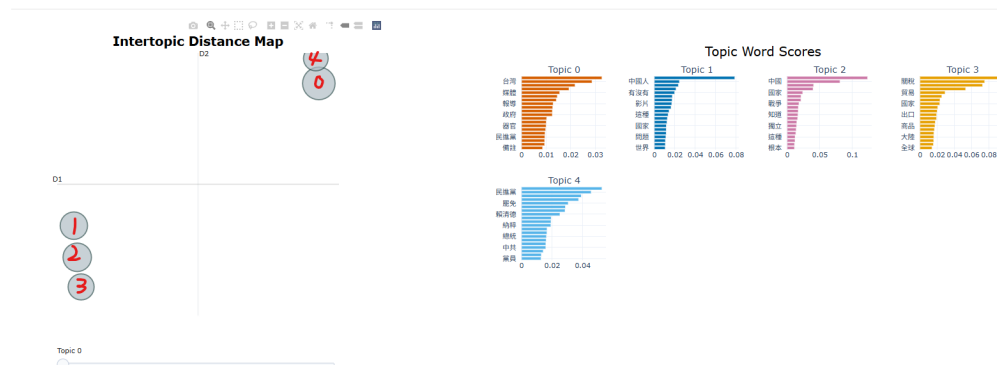 Intertopic Distance Map
D2
4
0
D1
1
2
3
Topic 0
Topic Word Scores
Topic 0
台灣
媒體
報導
政府
器官
民進黨
備註
0 0.01 0.02 0.03
Topic 1
中國人
有沒有
影片
這種
國家
問題
世界
0 0.02 0.04 0.06 0.08
Topic 2
中國
國家
戰爭
知道
獨立
這種
根本
0 0.05 0.1
Topic 3
關稅
貿易
國家
出口
商品
大陸
全球
0 0.02 0.04 0.06 0.08
Topic 4
民進黨
罷免
賴清德
納粹
總統
中共
黨員
0 0.02 0.04